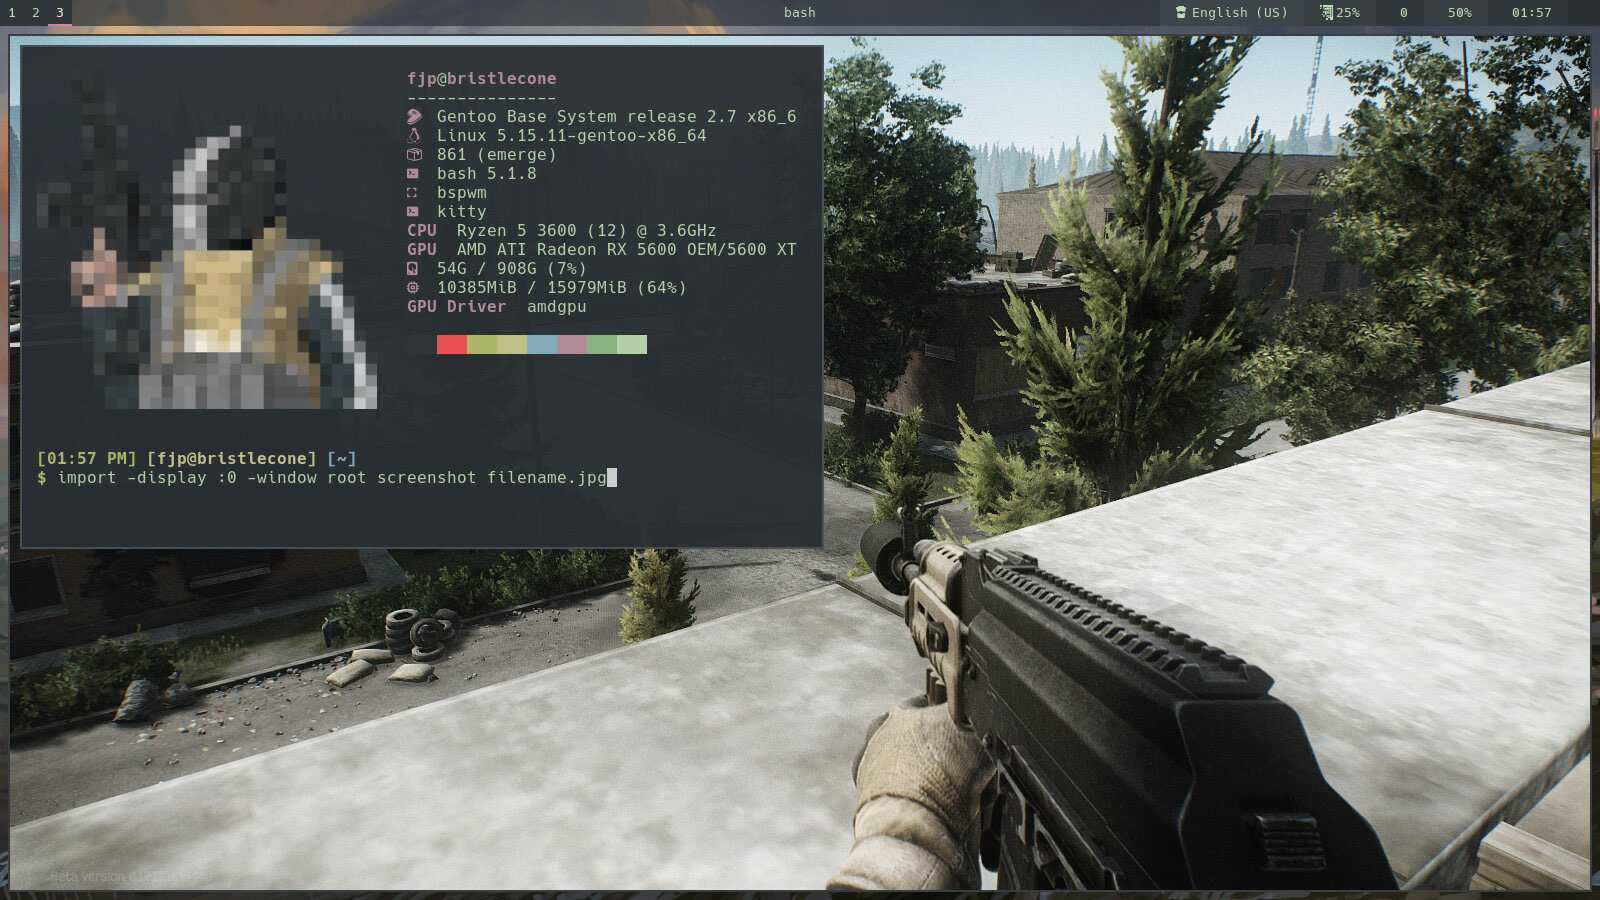 1 2 3
bash
English (US)
25%
0
50%
01:57
fjp@bristlecone
---------------
Gentoo Base System release 2.7 x86_6
Linux 5.15.11-gentoo-x86_64
861 (emerge)
bash 5.1.8
bspwm
kitty
CPU Ryzen 5 3600 (12) @ 3.6GHz
GPU AMD ATI Radeon RX 5600 OEM/5600 XT
54G / 908G (7%)
10385MiB / 15979MiB (64%)
GPU Driver amdgpu
[01:57 PM] [fjp@bristlecone] [~]
$ import -display :0 -window root screenshot filename.jpg
Beta version